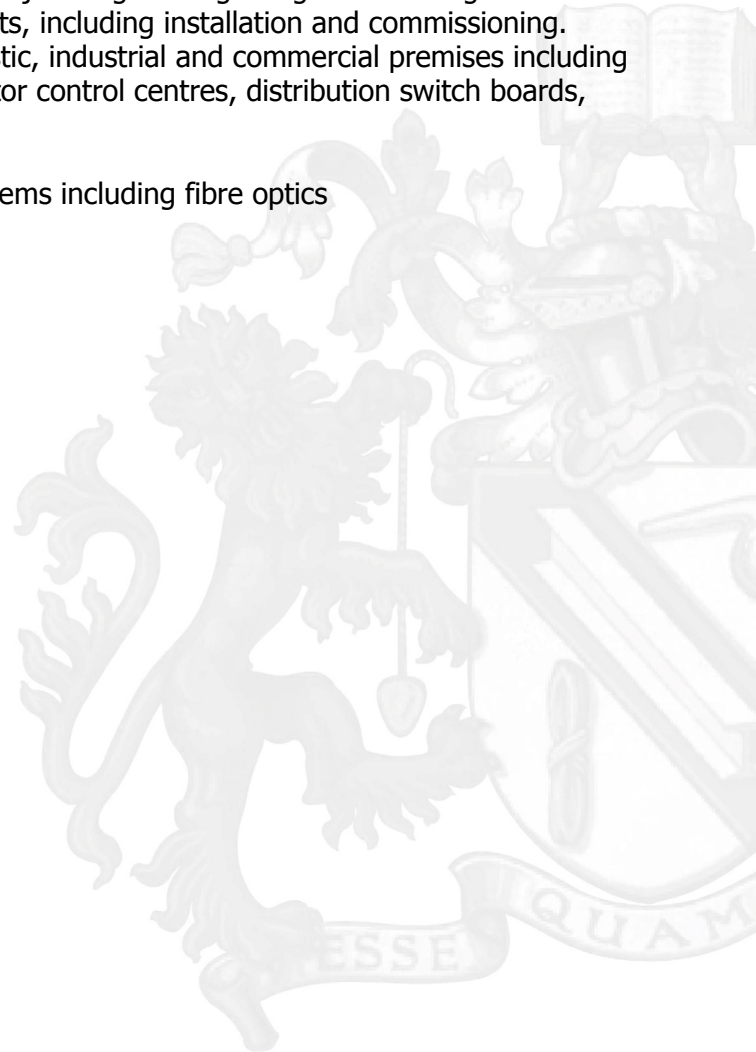 ts, including installation and commissioning.
tic, industrial and commercial premises including
tor control centres, distribution switch boards,
ems including fibre optics
ESSE
QUAM